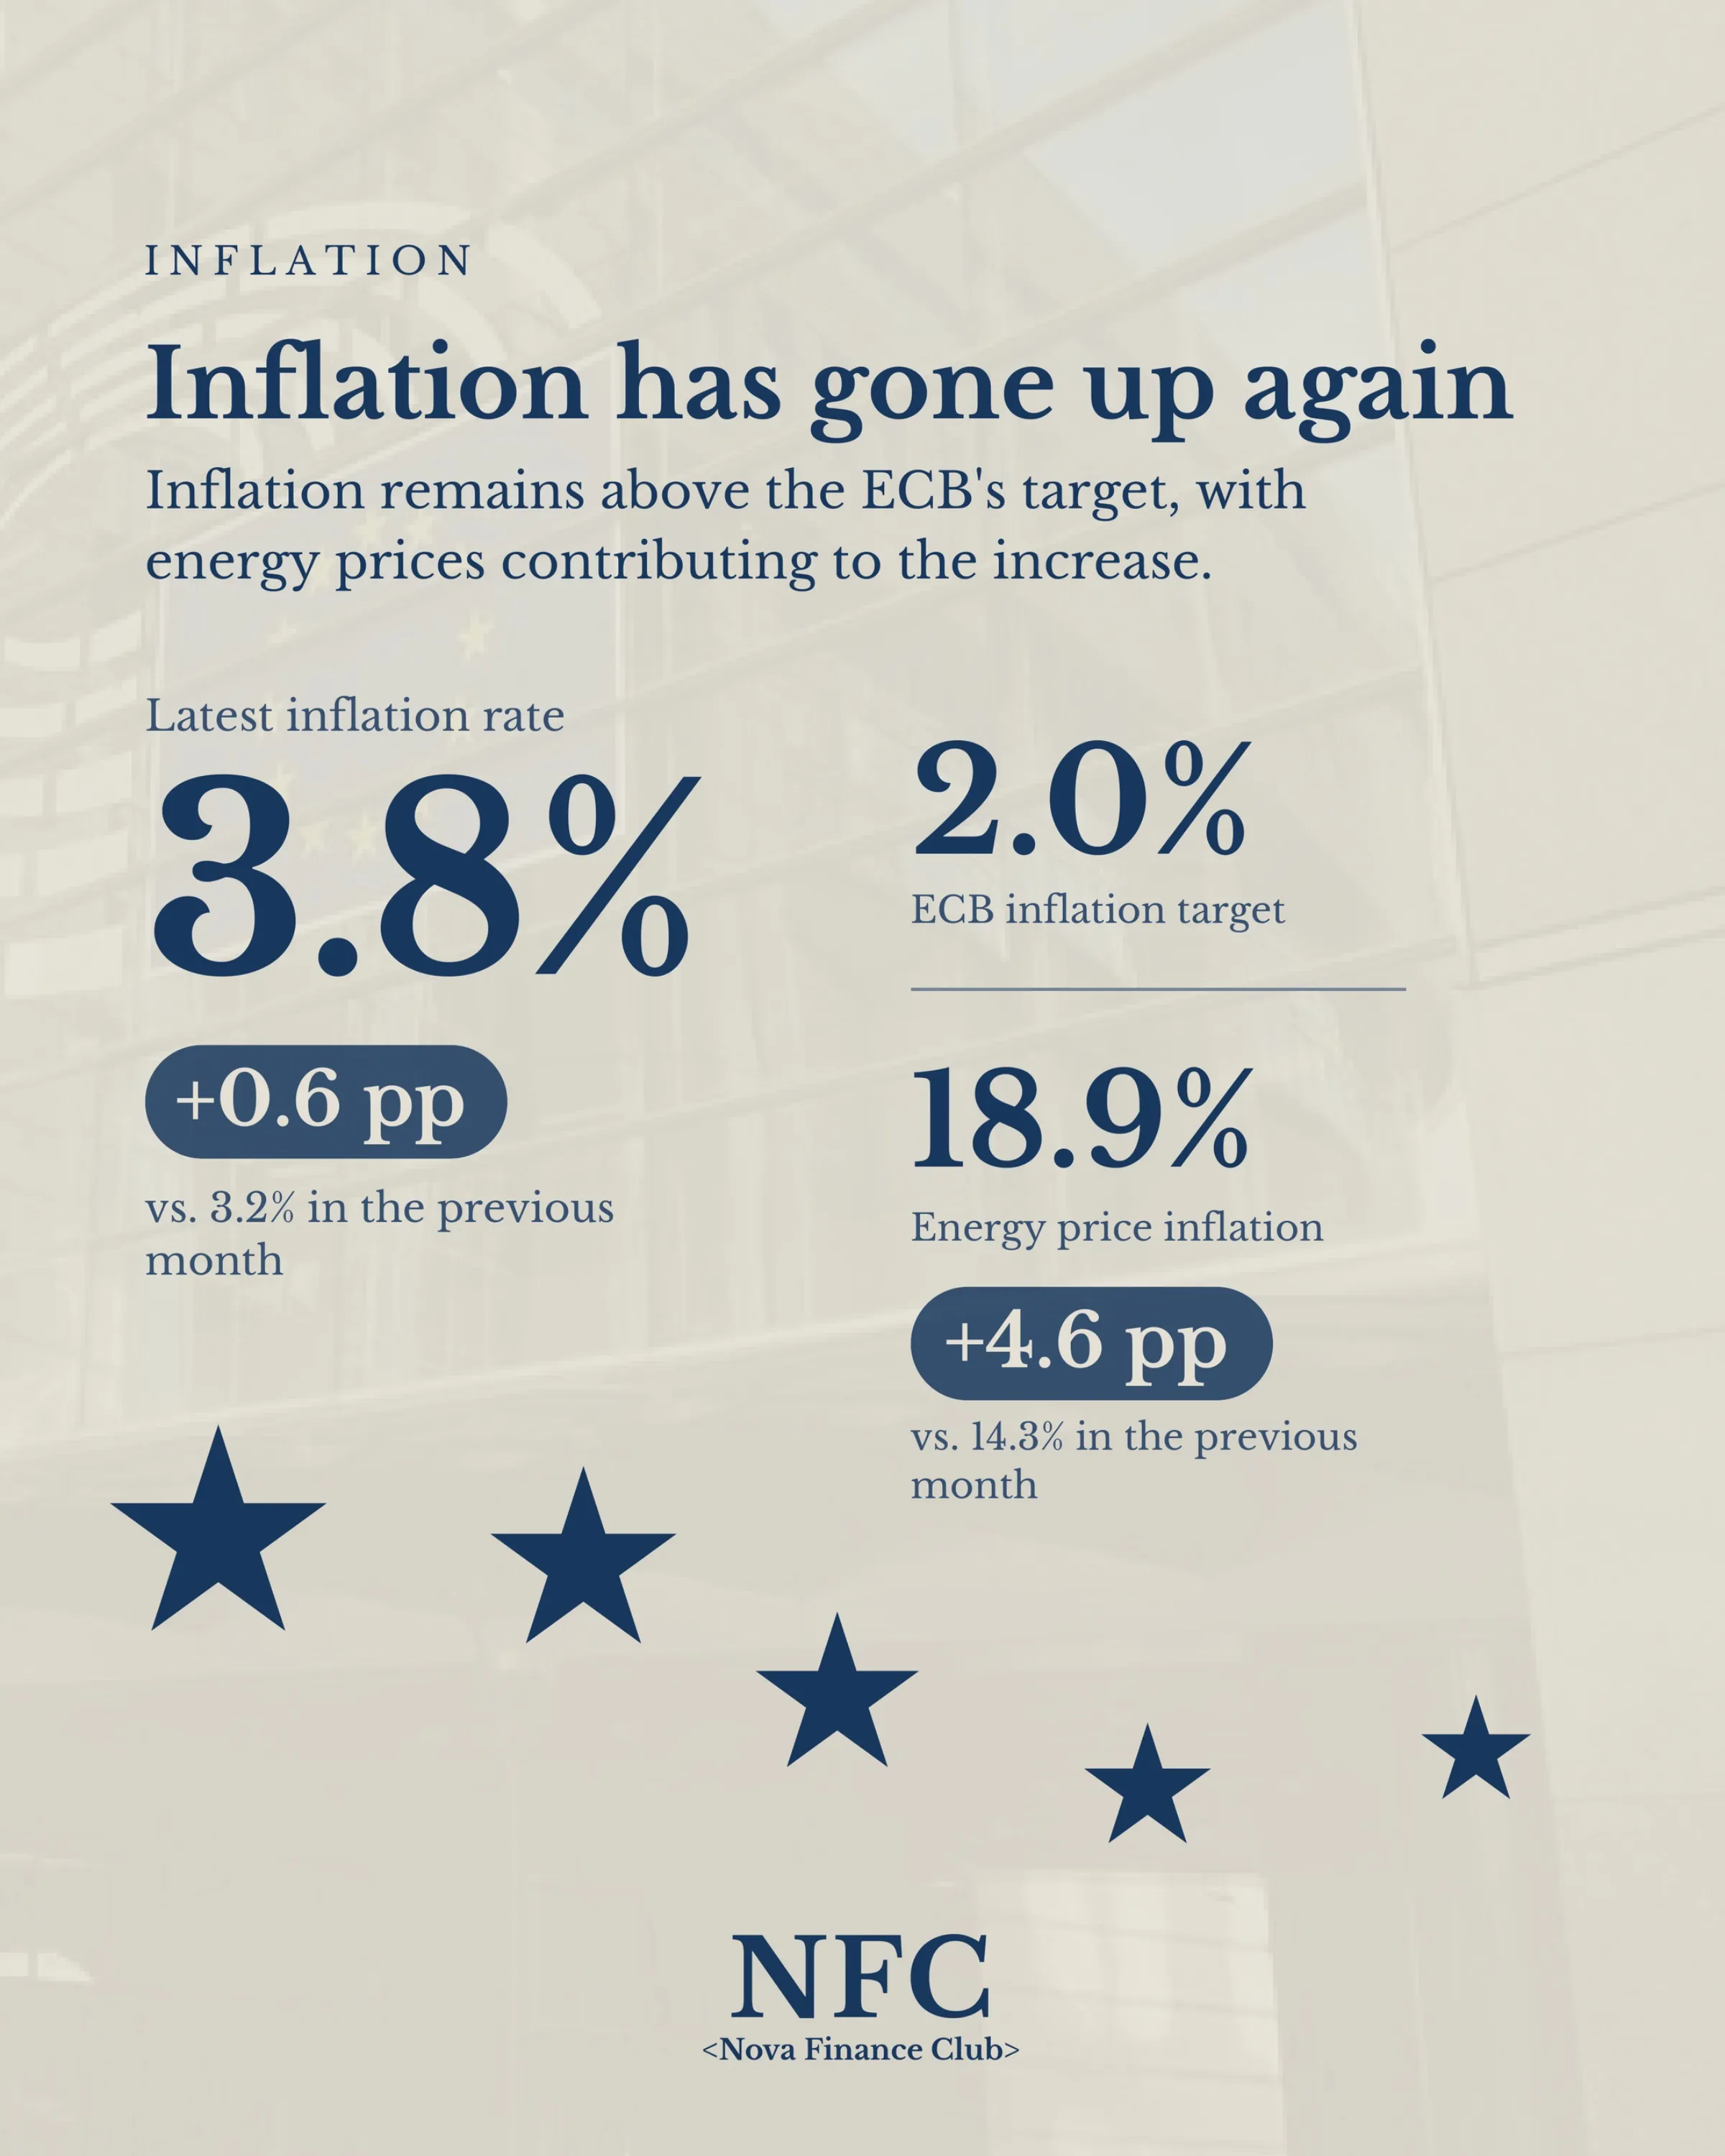 INFLATION
Inflation has gone up again
Inflation remains above the ECB's target, with
energy prices contributing to the increase.
Latest inflation rate
3.8%
+0.6 pp
vs. 3.2% in the previous
month
2.0%
ECB inflation target
18.9%
Energy price inflation
+4.6 pp
vs. 14.3% in the previous
month
NFC
<Nova Finance Club>